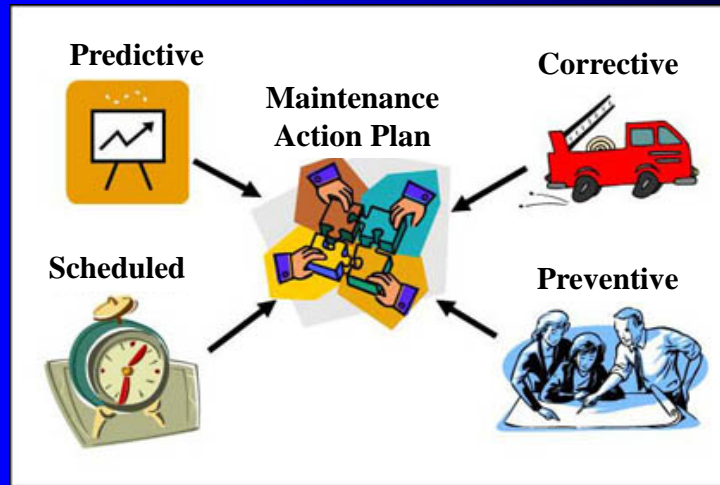 Predictive
Maintenance
Action Plan
Corrective
Scheduled
Preventive